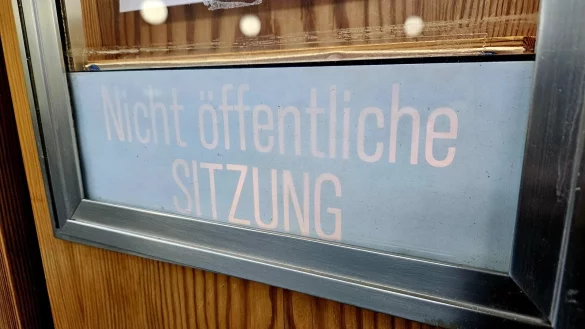 Nicht öffentliche
SITZUNG